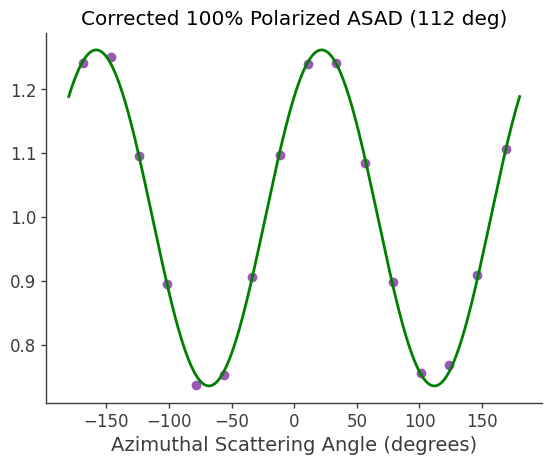 Corrected 100% Polarized ASAD (112 deg)
1.2
1.1
1.0
0.9
0.8
−150 −100 −50 0 50 100 150
Azimuthal Scattering Angle (degrees)